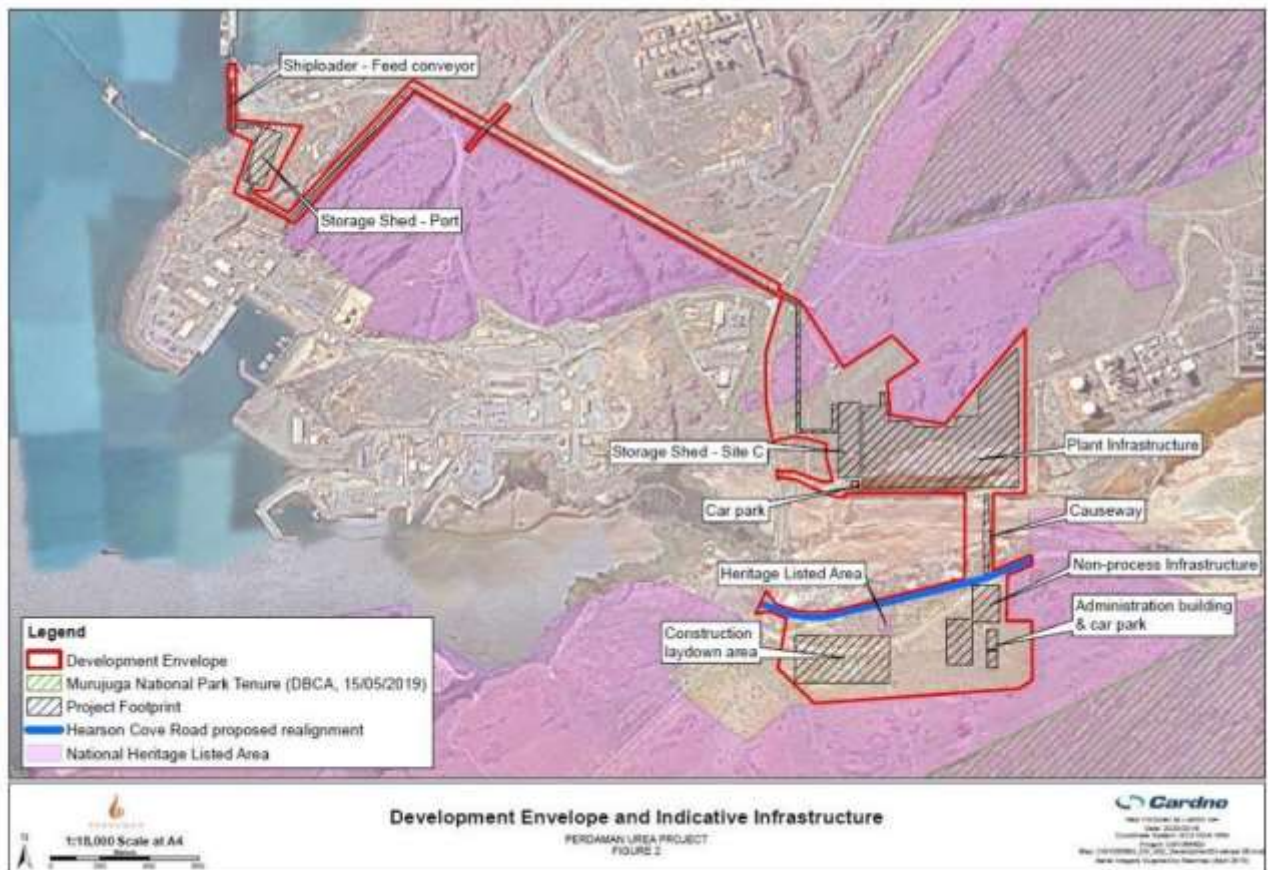 Shiploader - Feed conveyor
Storage Shed - Port
Storage Shed - Site C
Plant Infrastructure
Car park
Causeway
Heritage Listed Area
Non-process Infrastructure
Construction
laydown area
Administration building
& car park
Legend
Development Envelope
Murujuga National Park Tenure (DBCA, 15/05/2019)
Project Footprint
Hearson Cove Road proposed realignment
National Heritage Listed Area
N
1:18,000 Scale at A4
Metres
Development Envelope and Indicative Infrastructure
PERDAMAN UREA PROJECT
FIGURE 2
PERDAMAN
Cardno